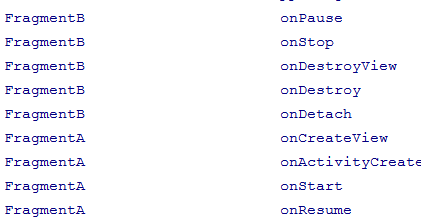 FragmentB onPause
FragmentB onStop
FragmentB onDestroyView
FragmentB onDestroy
FragmentB onDetach
FragmentA onCreateView
FragmentA onActivityCreate
FragmentA onStart
FragmentA onResume